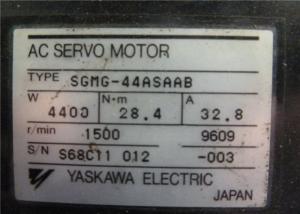 AC SERVO MOTOR
TYPE SGMG-44ASAAB
W N·m A
4400 28.4 32.8
r/min 1500 9609
S/N S68C11 012 -003
YASKAWA ELECTRIC
JAPAN